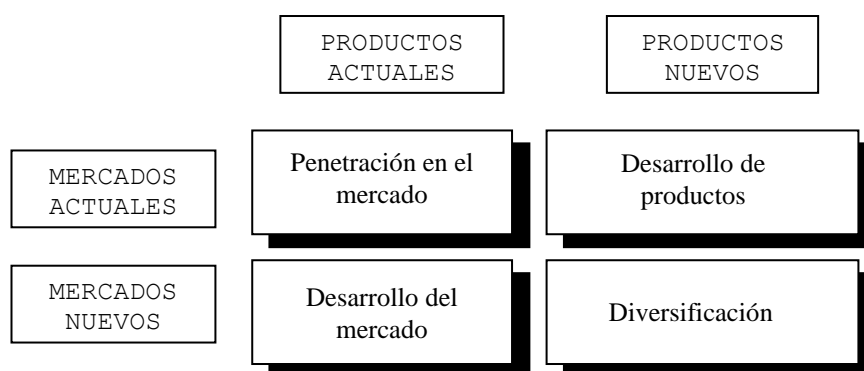 PRODUCTOS
ACTUALES
PRODUCTOS
NUEVOS
MERCADOS
ACTUALES
Penetración en el
mercado
Desarrollo de
productos
MERCADOS
NUEVOS
Desarrollo del
mercado
Diversificación